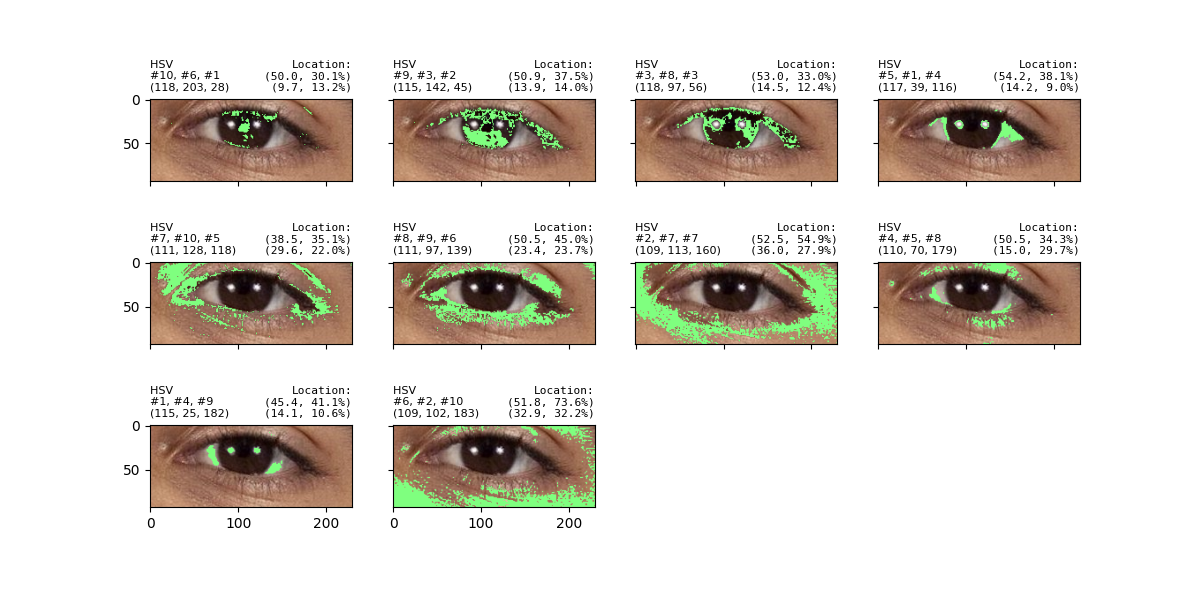 HSV Location:
#10, #6, #1 (50.0, 30.1%)
(118, 203, 28) (9.7, 13.2%)
HSV Location:
#9, #3, #2 (50.9, 37.5%)
(115, 142, 45) (13.9, 14.0%)
HSV Location:
#3, #8, #3 (53.0, 33.0%)
(118, 97, 56) (14.5, 12.4%)
HSV Location:
#5, #1, #4 (54.2, 38.1%)
(117, 39, 116) (14.2, 9.0%)
0
50
HSV Location:
#7, #10, #5 (38.5, 35.1%)
(111, 128, 118) (29.6, 22.0%)
HSV Location:
#8, #9, #6 (50.5, 45.0%)
(111, 97, 139) (23.4, 23.7%)
HSV Location:
#2, #7, #7 (52.5, 54.9%)
(109, 113, 160) (36.0, 27.9%)
HSV Location:
#4, #5, #8 (50.5, 34.3%)
(110, 70, 179) (15.0, 29.7%)
0
50
HSV Location:
#1, #4, #9 (45.4, 41.1%)
(115, 25, 182) (14.1, 10.6%)
HSV Location:
#6, #2, #10 (51.8, 73.6%)
(109, 102, 183) (32.9, 32.2%)
0
50
0 100 200
0 100 200